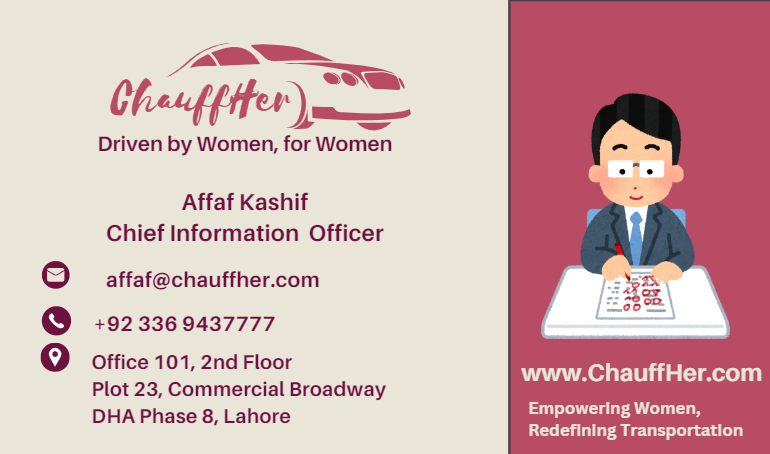 ChauffHer
Driven by Women, for Women
Affaf Kashif
Chief Information Officer
affaf@chauffher.com
+92 336 9437777
Office 101, 2nd Floor
Plot 23, Commercial Broadway
DHA Phase 8, Lahore
www.ChauffHer.com
Empowering Women,
Redefining Transportation